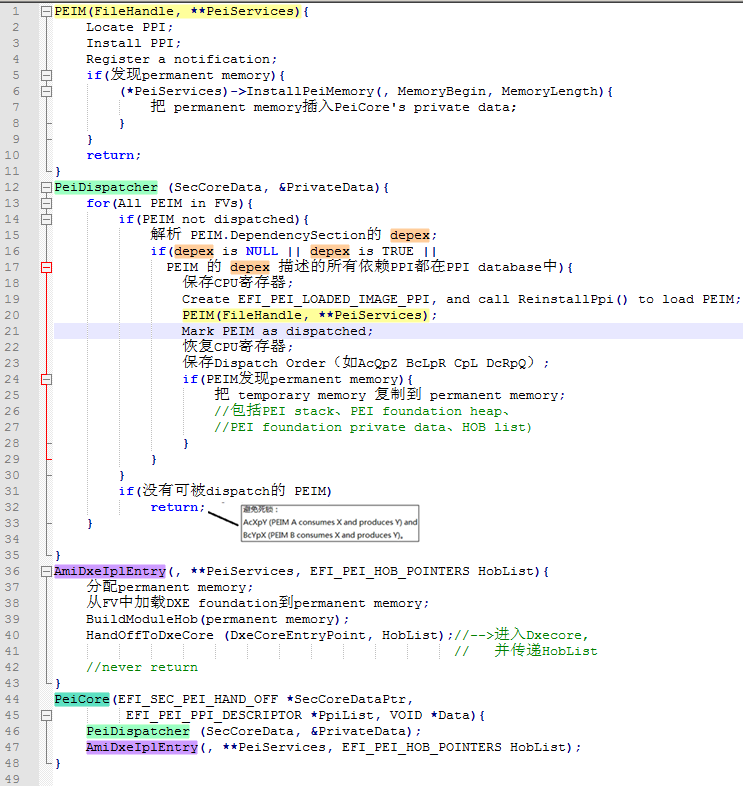 1 PEIM(FileHandle, **PeiServices){
2 Locate PPI;
3 Install PPI;
4 Register a notification;
5 if(发现permanent memory){
6 (*PeiServices)->InstallPeiMemory(, MemoryBegin, MemoryLength){
7 把 permanent memory插入PeiCore's private data;
8 }
9 }
10 return;
11 }
12 PeiDispatcher (SecCoreData, &PrivateData){
13 for(All PEIM in FVs){
14 if(PEIM not dispatched){
15 解析 PEIM.DependencySection的 depex;
16 if(depex is NULL || depex is TRUE ||
17 PEIM 的 depex 描述的所有依赖PPI都在PPI database中){
18 保存CPU寄存器;
19 Create EFI_PEI_LOADED_IMAGE_PPI, and call ReinstallPpi() to load PEIM;
20 PEIM(FileHandle, **PeiServices);
21 Mark PEIM as dispatched;
22 恢复CPU寄存器;
23 保存Dispatch Order（如AcQpZ BcLpR CpL DcRpQ）;
24 if(PEIM发现permanent memory){
25 把 temporary memory 复制到 permanent memory;
26 //包括PEI stack、PEI foundation heap、
27 //PEI foundation private data、HOB list)
28 }
29 }
30 }
31 if(没有可被dispatch的 PEIM)
32 return;
避免死锁：
AcXpY (PEIM A consumes X and produces Y) and
BcYpX (PEIM B consumes X and produces Y)。
33 }
34
35 }
36 AmiDxeIplEntry(, **PeiServices, EFI_PEI_HOB_POINTERS HobList){
37 分配permanent memory;
38 从FV中加载DXE foundation到permanent memory;
39 BuildModuleHob(permanent memory);
40 HandOffToDxeCore (DxeCoreEntryPoint, HobList);//-->进入Dxecore,
41 // 并传递HobList
42 //never return
43 }
44 PeiCore(EFI_SEC_PEI_HAND_OFF *SecCoreDataPtr,
45 EFI_PEI_PPI_DESCRIPTOR *PpiList, VOID *Data){
46 PeiDispatcher (SecCoreData, &PrivateData);
47 AmiDxeIplEntry(, **PeiServices, EFI_PEI_HOB_POINTERS HobList);
48 }
49